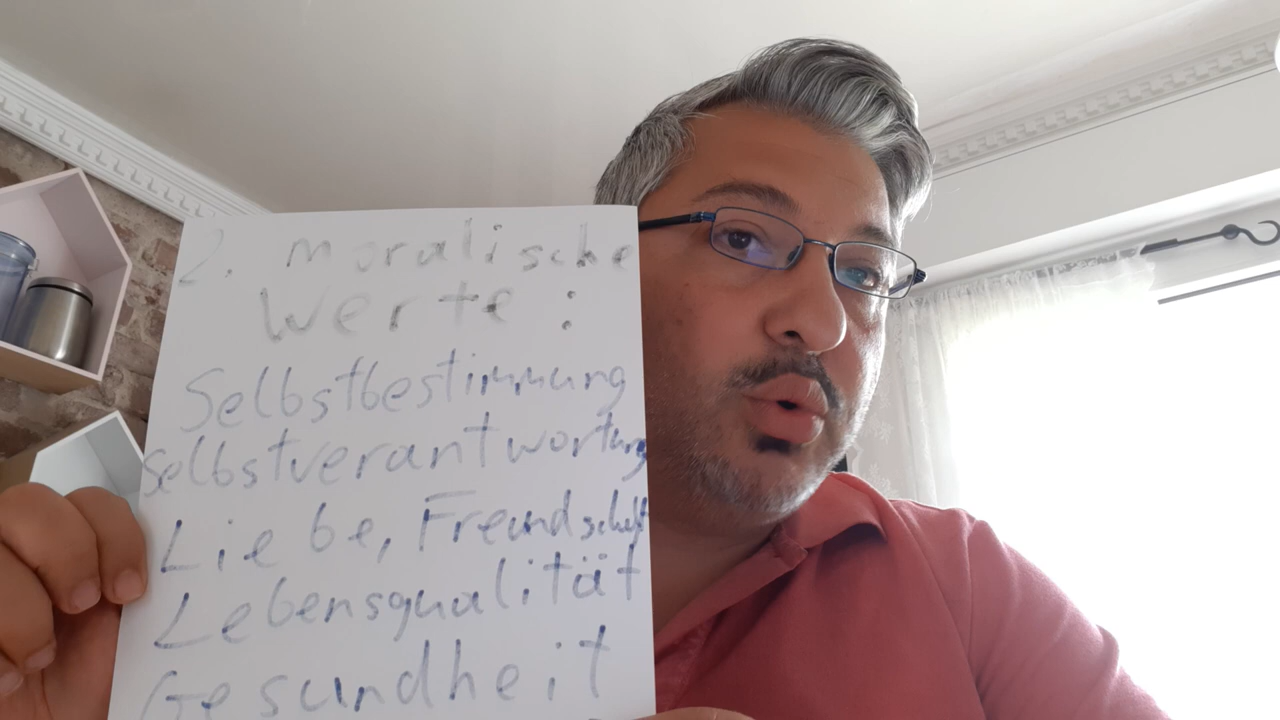 2. moralische
Werte:
Selbstbestimmung
Selbstverantwortung
Liebe, Freundschaft
Lebensqualität
Gesundheit